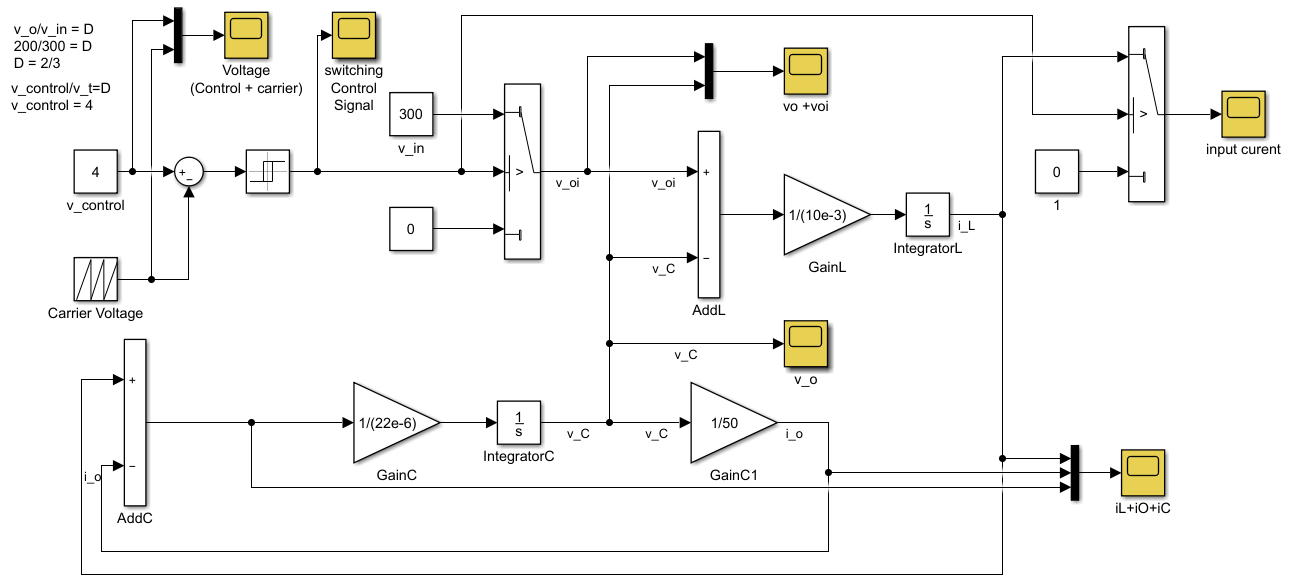 v_o/v_in = D
200/300 = D
D = 2/3
v_control/v_t=D
v_control = 4
Voltage
(Control + carrier)
switching
Control
Signal
300
v_in
>
0
4
v_control
+
−
Carrier Voltage
v_oi
v_oi
vo +voi
+
−
v_C
AddL
1/(10e-3)
GainL
1
s
IntegratorL
i_L
>
0
1
input curent
v_C
v_o
+
−
i_o
AddC
1/(22e-6)
GainC
1
s
IntegratorC
v_C
v_C
1/50
GainC1
i_o
iL+iO+iC